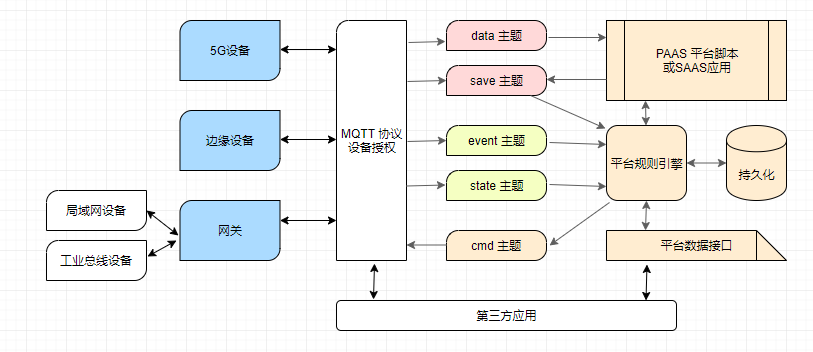 5G设备
边缘设备
网关
局域网设备
工业总线设备
MQTT 协议
设备授权
data 主题
save 主题
event 主题
state 主题
cmd 主题
PAAS 平台脚本
或SAAS应用
平台规则引擎
持久化
平台数据接口
第三方应用